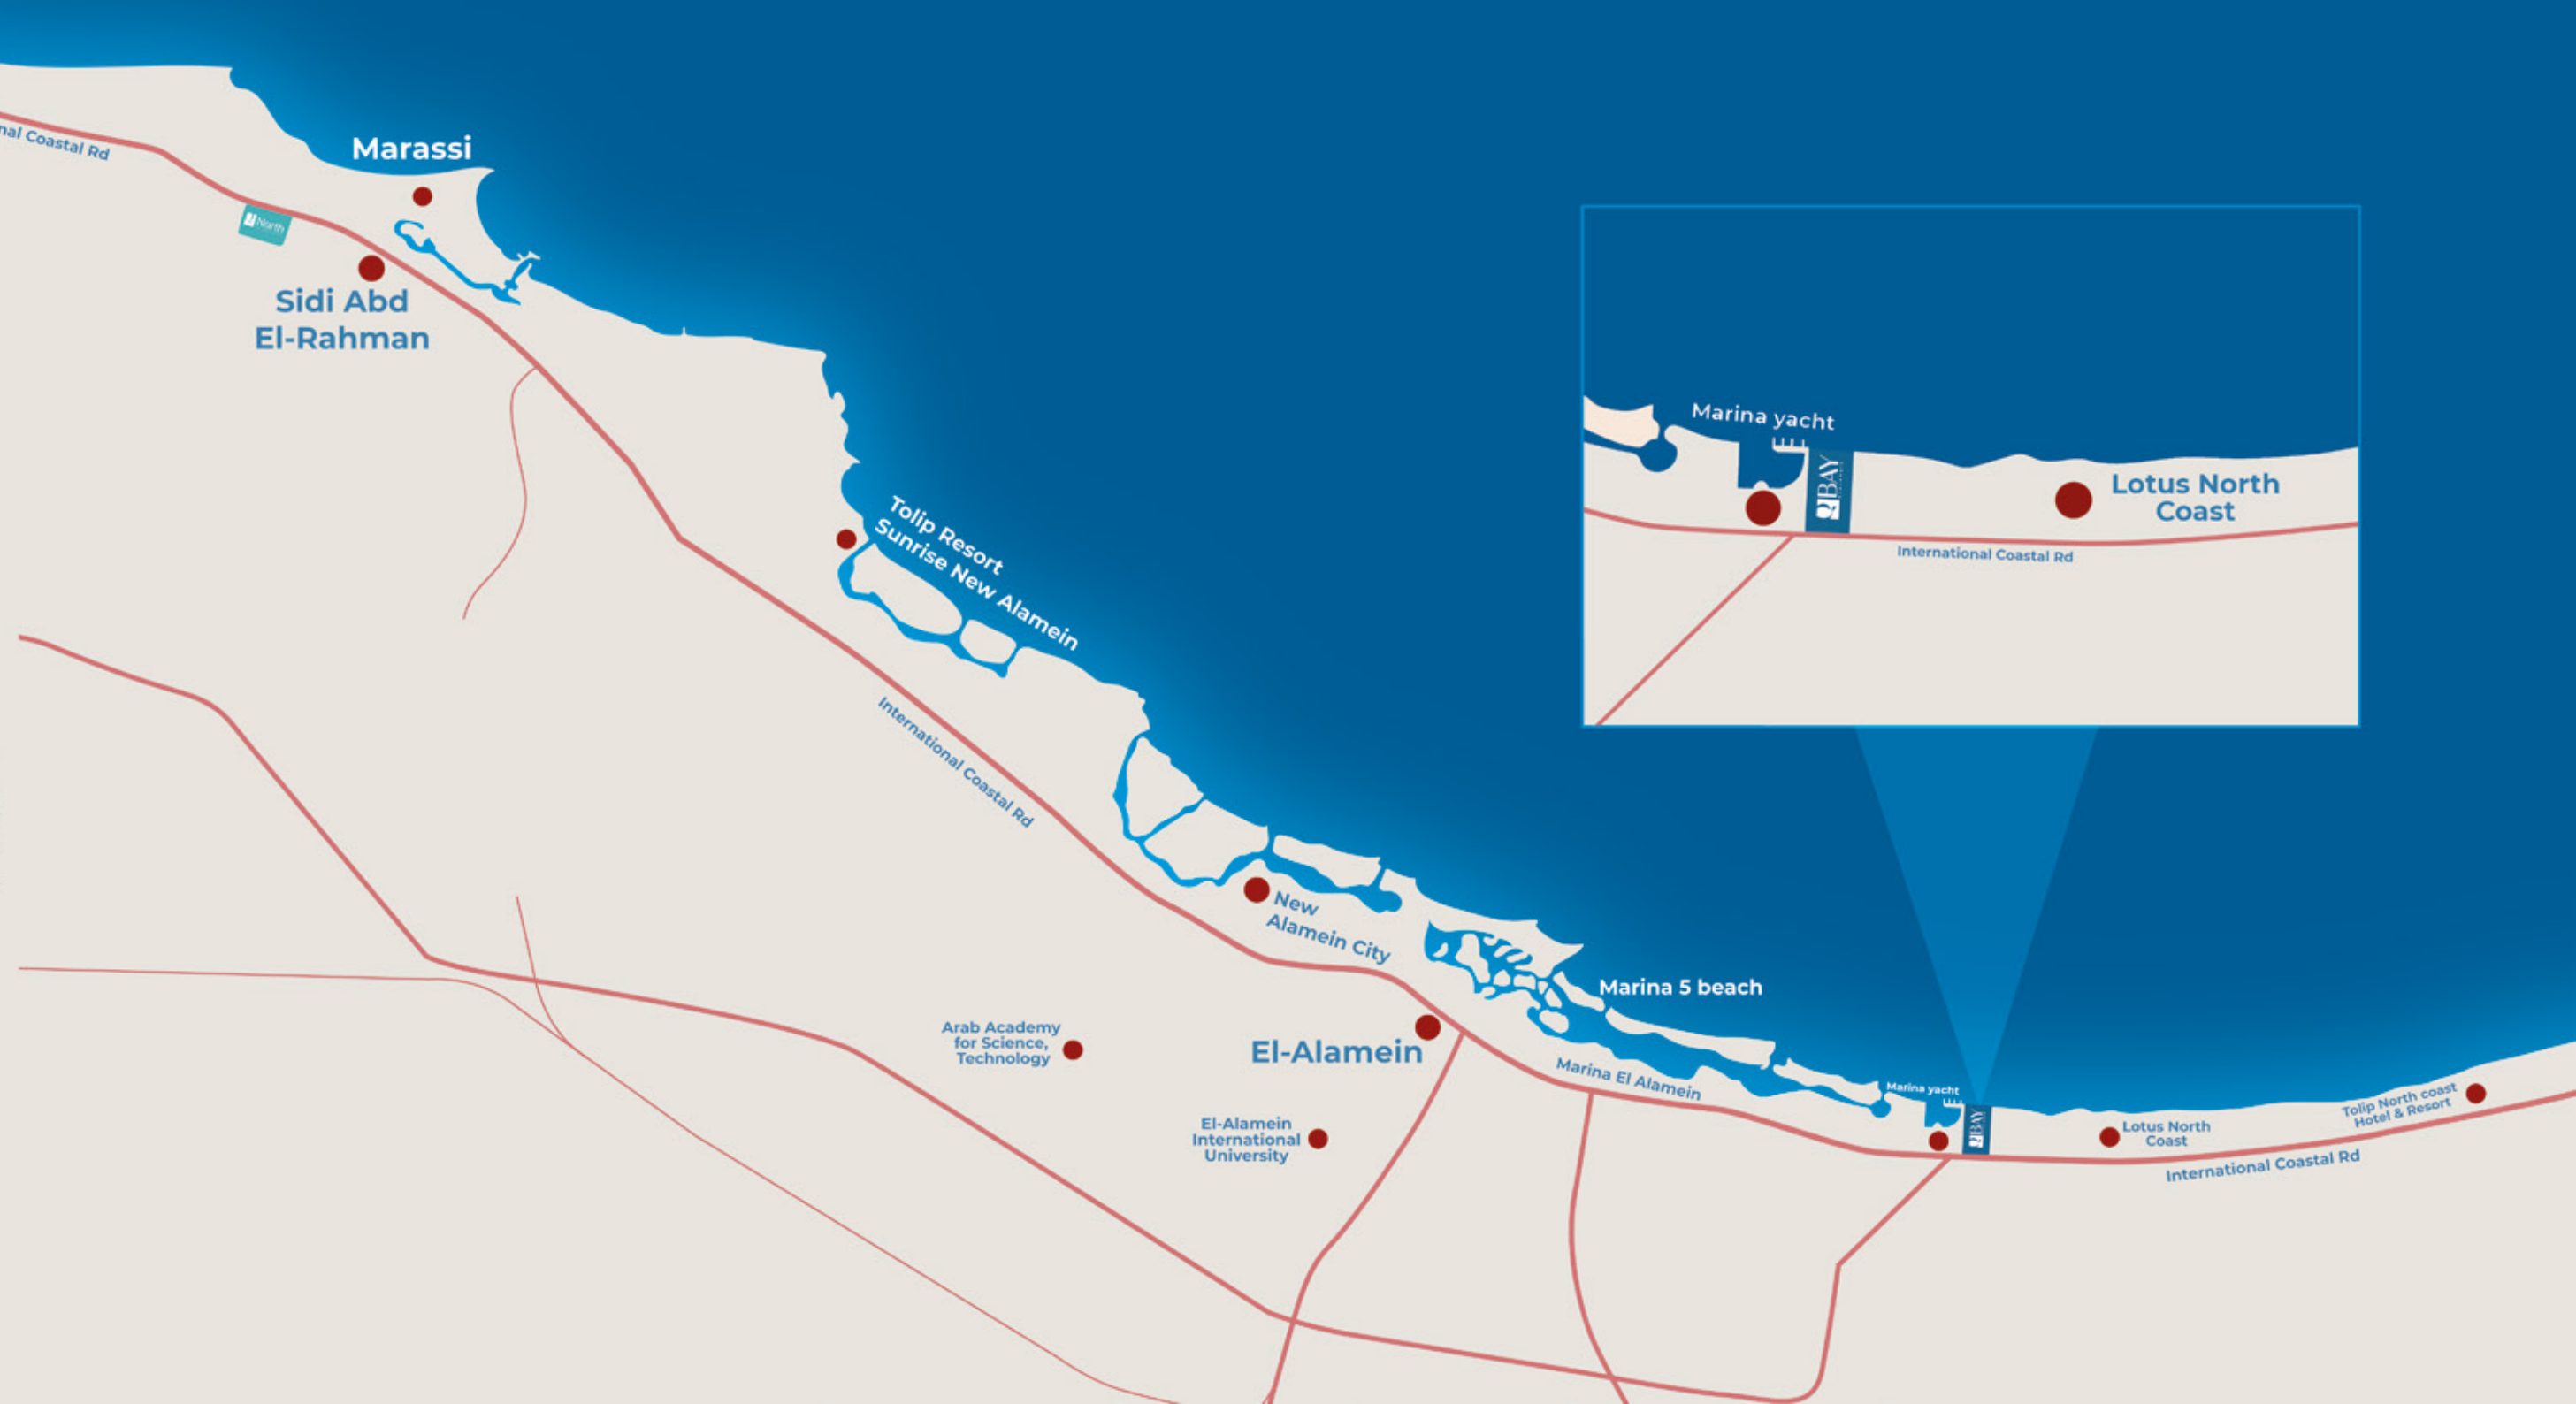 nal Coastal Rd
Marassi
North
Sidi Abd
El-Rahman
Tolip Resort
Sunrise New Alamein
International Coastal Rd
New
Alamein City
Marina 5 beach
Arab Academy
for Science,
Technology
El-Alamein
El-Alamein
International
University
Marina El Alamein
Marina yacht
BAY
Lotus North
Coast
Tolip North coast
Hotel & Resort
International Coastal Rd
Marina yacht
BAY
Lotus North
Coast
International Coastal Rd